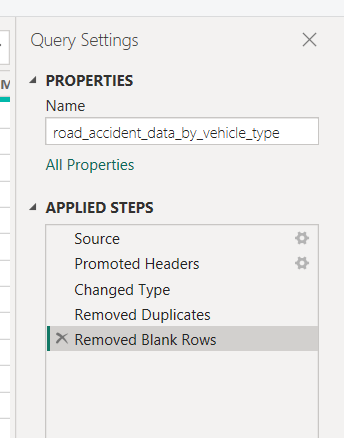 Query Settings
PROPERTIES
Name
road_accident_data_by_vehicle_type
All Properties
APPLIED STEPS
Source
Promoted Headers
Changed Type
Removed Duplicates
Removed Blank Rows